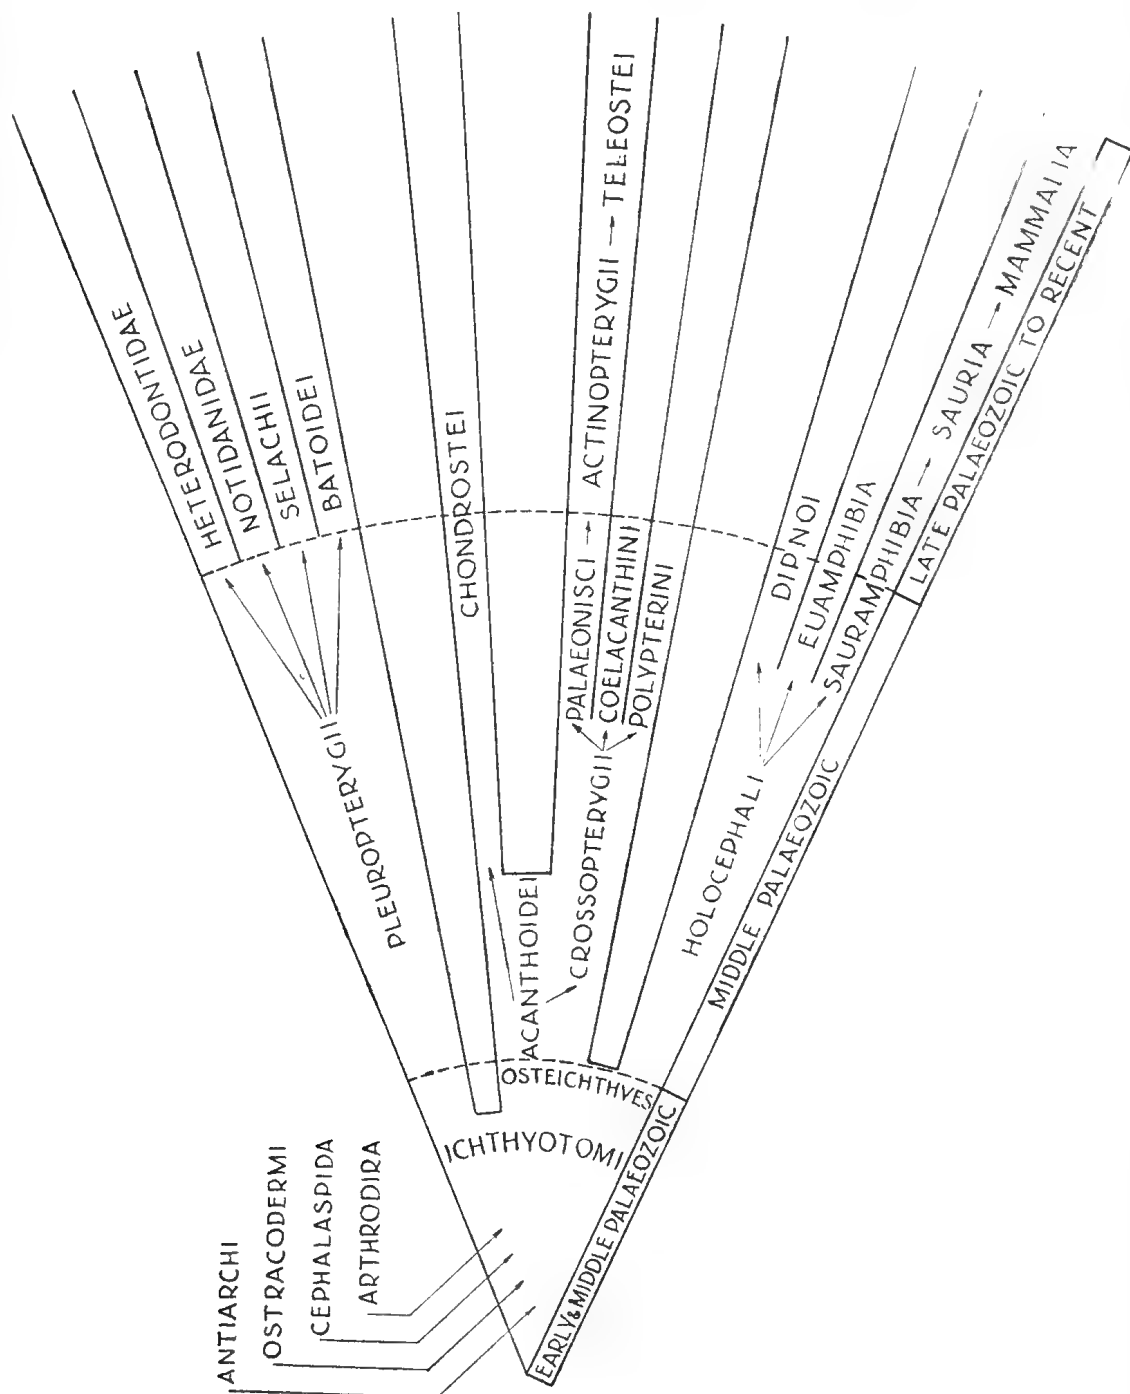 HETERODONTIDAE
NOTIDANIDAE
SELACHII
BATOIDEI
PLEUROPTERYGII
CHONDROSTEI
PALAEONISCI → ACTINOPTERYGII → TELEOSTEI
COELACANTHINI
POLYPTERINI
CROSSOPTERYGII
ACANTHOIDEI
DIPNOI
EUAMPHIBIA
SAURAMPHIBIA → SAURIA → MAMMALIA
HOLOCEPHALI
OSTEICHTHVES
ICHTHYOTOMI
ANTIARCHI
OSTRACODERMI
CEPHALASPIDA
ARTHRODIRA
EARLY & MIDDLE PALAEOZOIC
MIDDLE PALAEOZOIC
LATE PALAEOZOIC TO RECENT